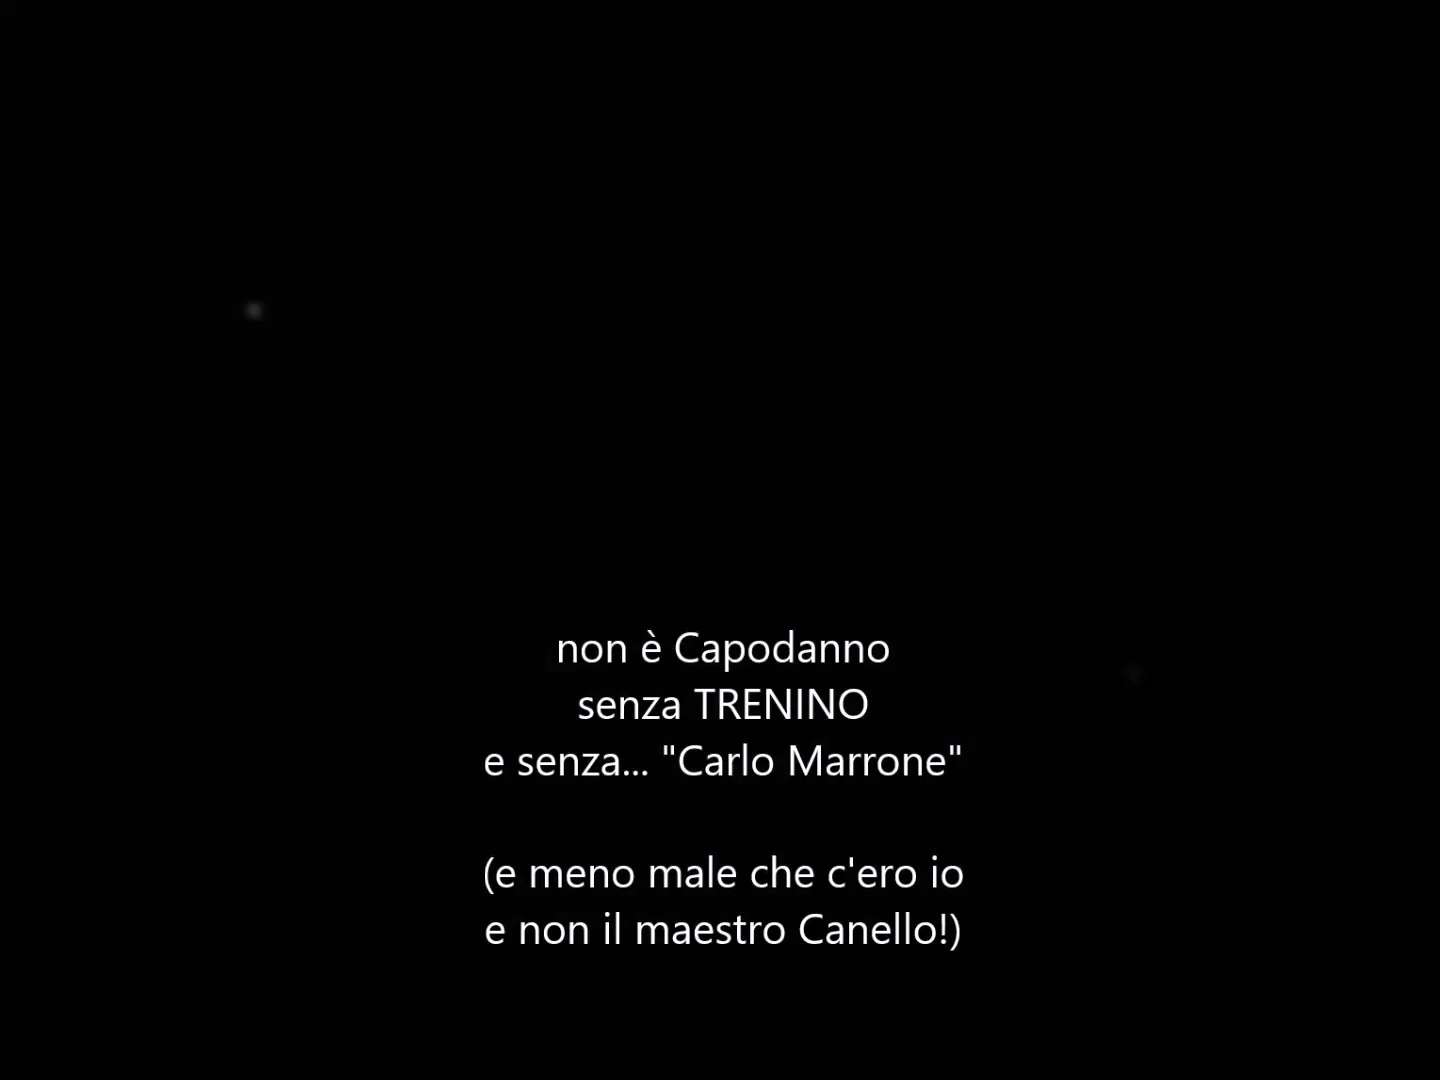 non è Capodanno
senza TRENINO
e senza... "Carlo Marrone"
(e meno male che c'ero io
e non il maestro Canello!)